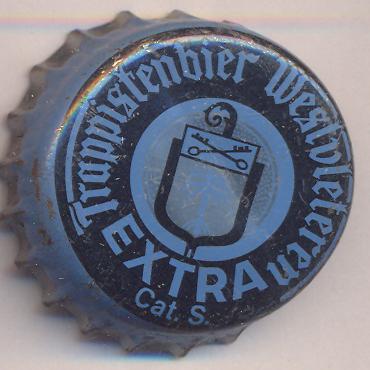 Trappistenbier Westvleteren
EXTRA
Cat. S.